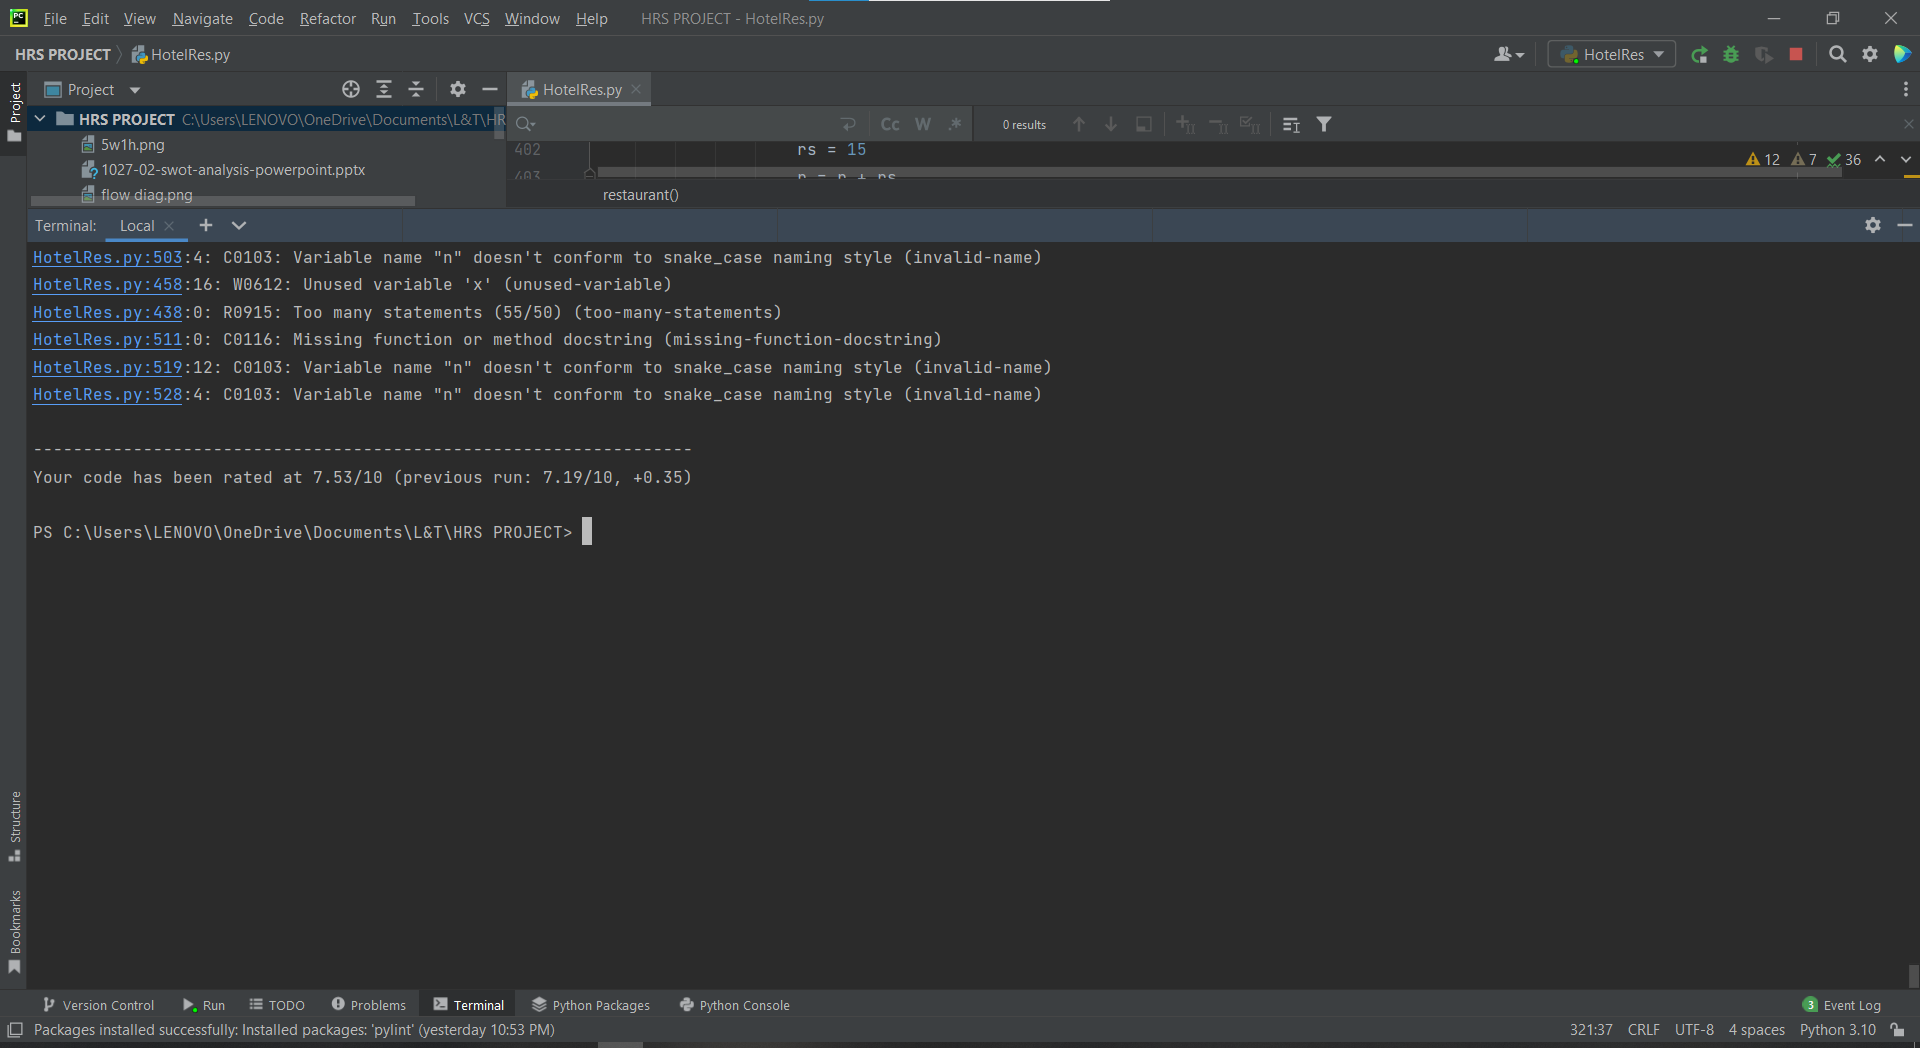 File Edit View Navigate Code Refactor Run Tools VCS Window Help HRS PROJECT - HotelRes.py
HRS PROJECT HotelRes.py HotelRes
Project HotelRes.py
Project
HRS PROJECT C:\Users\LENOVO\OneDrive\Documents\L&T\HR
Cc W .* 0 results
5w1h.png
402 rs = 15
12 7 36
1027-02-swot-analysis-powerpoint.pptx
403 r = r + rs
flow diag.png
restaurant()
Terminal: Local
HotelRes.py:503:4: C0103: Variable name "n" doesn't conform to snake_case naming style (invalid-name)
HotelRes.py:458:16: W0612: Unused variable 'x' (unused-variable)
HotelRes.py:438:0: R0915: Too many statements (55/50) (too-many-statements)
HotelRes.py:511:0: C0116: Missing function or method docstring (missing-function-docstring)
HotelRes.py:519:12: C0103: Variable name "n" doesn't conform to snake_case naming style (invalid-name)
HotelRes.py:528:4: C0103: Variable name "n" doesn't conform to snake_case naming style (invalid-name)
------------------------------------------------------------------
Your code has been rated at 7.53/10 (previous run: 7.19/10, +0.35)
PS C:\Users\LENOVO\OneDrive\Documents\L&T\HRS PROJECT>
Structure
Bookmarks
Version Control Run TODO Problems Terminal Python Packages Python Console 3 Event Log
Packages installed successfully: Installed packages: 'pylint' (yesterday 10:53 PM) 321:37 CRLF UTF-8 4 spaces Python 3.10